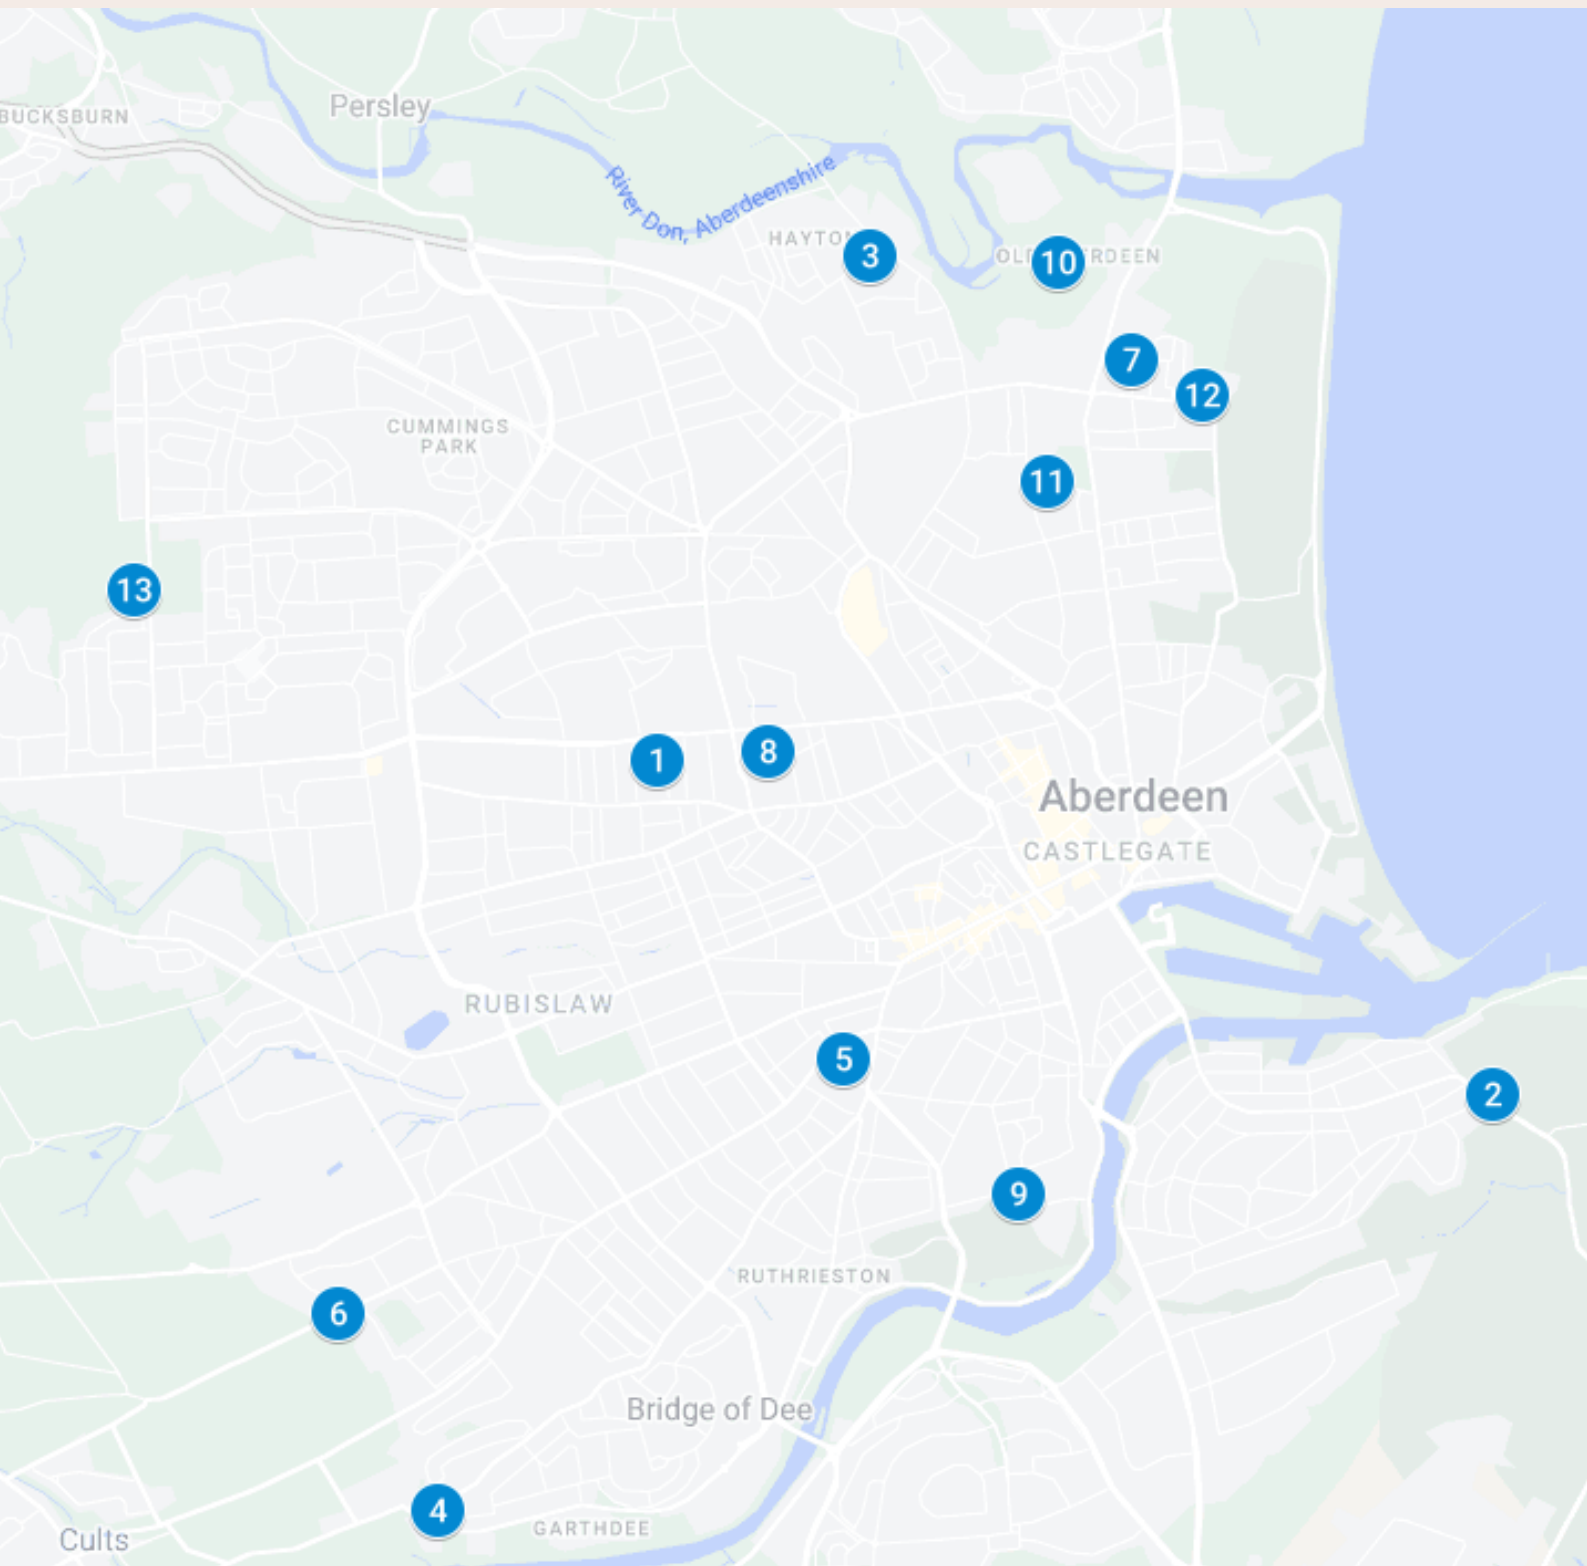 Persley
BUCKSBURN
River Don, Aberdeenshire
HAYTO
3
OL
10
RDEEN
7
12
CUMMINGS
PARK
11
13
1
8
Aberdeen
CASTLEGATE
RUBISLAW
5
2
9
RUTHRIESTON
6
Bridge of Dee
4
GARTHDEE
Cults